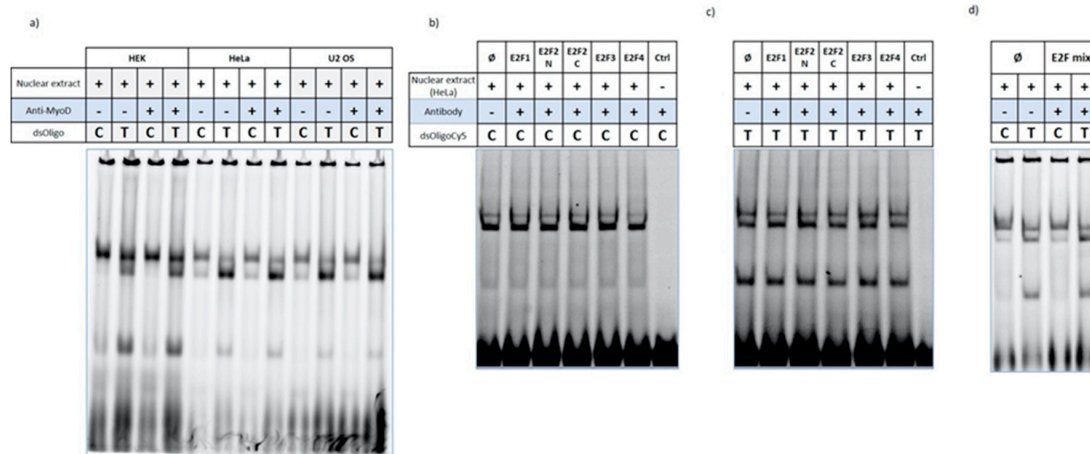 a)
HEK HeLa U2 OS
Nuclear extract + + + + + + + + + + + +
Anti-MyoD - - + + - - + + - - + +
dsOligo C T C T C T C T C T C T
b)
Ø E2F1 E2F2 N E2F2 C E2F3 E2F4 Ctrl
Nuclear extract (HeLa) + + + + + + -
Antibody - + + + + + +
dsOligoCy5 C C C C C C C
c)
Ø E2F1 E2F2 N E2F2 C E2F3 E2F4 Ctrl
+ + + + + + -
- + + + + + +
T T T T T T T
d)
Ø E2F mix
+ + + +
- - + +
C T C T